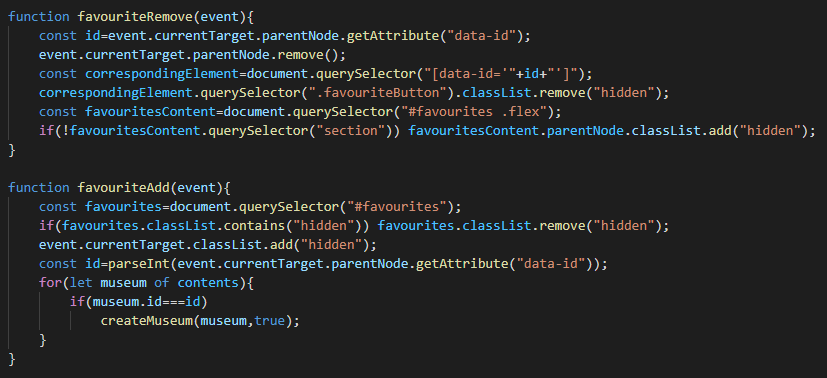 function favouriteRemove(event){
    const id=event.currentTarget.parentNode.getAttribute("data-id");
    event.currentTarget.parentNode.remove();
    const correspondingElement=document.querySelector("[data-id='"+id+"']");
    correspondingElement.querySelector(".favouriteButton").classList.remove("hidden");
    const favouritesContent=document.querySelector("#favourites .flex");
    if(!favouritesContent.querySelector("section")) favouritesContent.parentNode.classList.add("hidden");
}

function favouriteAdd(event){
    const favourites=document.querySelector("#favourites");
    if(favourites.classList.contains("hidden")) favourites.classList.remove("hidden");
    event.currentTarget.classList.add("hidden");
    const id=parseInt(event.currentTarget.parentNode.getAttribute("data-id"));
    for(let museum of contents){
        if(museum.id===id)
            createMuseum(museum,true);
    }
}